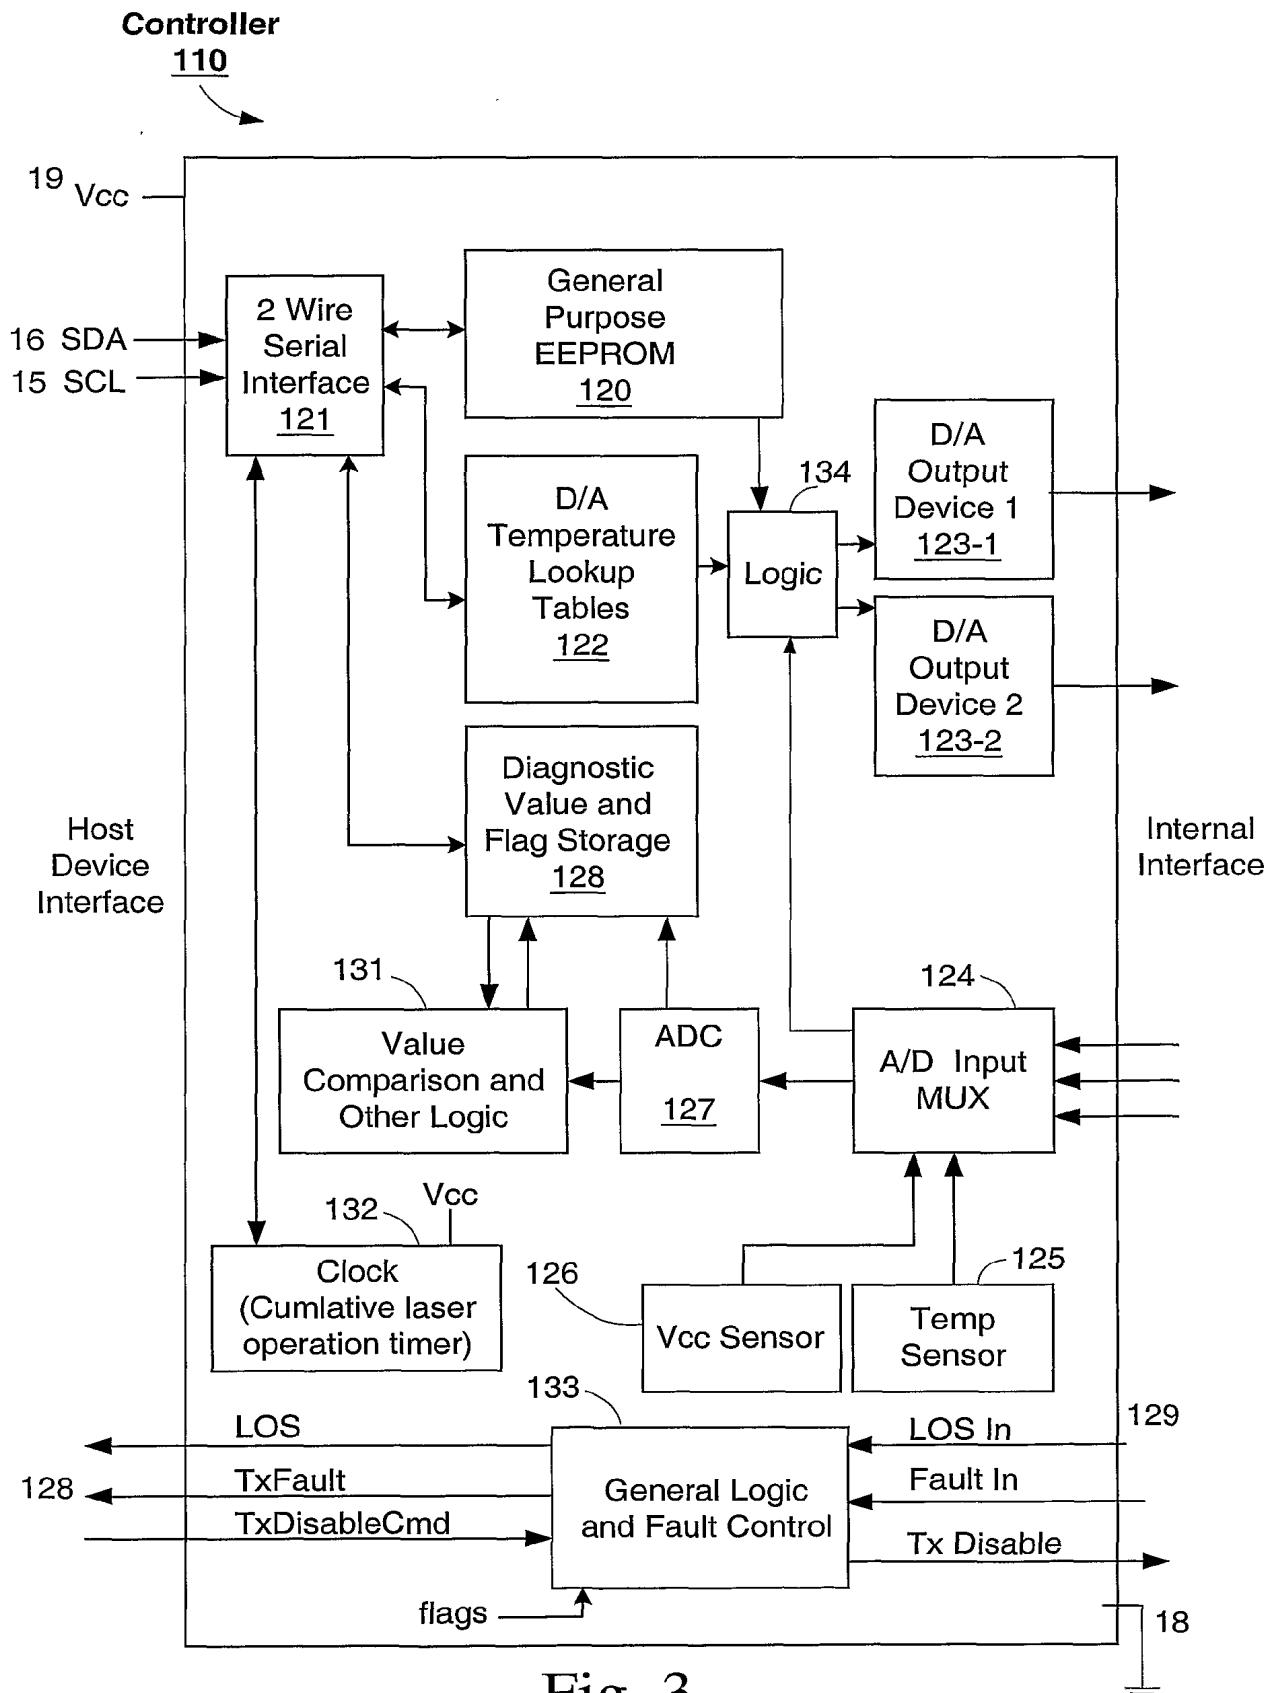 Controller
110
19 Vcc
16 SDA
15 SCL
2 Wire
Serial
Interface
121
General
Purpose
EEPROM
120
D/A
Temperature
Lookup
Tables
122
134
Logic
D/A
Output
Device 1
123-1
D/A
Output
Device 2
123-2
Host
Device
Interface
Internal
Interface
Diagnostic
Value and
Flag Storage
128
131
Value
Comparison and
Other Logic
ADC
127
124
A/D Input
MUX
132
Vcc
Clock
(Cumlative laser
operation timer)
126
Vcc Sensor
125
Temp
Sensor
133
General Logic
and Fault Control
LOS
128
TxFault
TxDisableCmd
LOS In
129
Fault In
Tx Disable
flags
18
Fig. 3